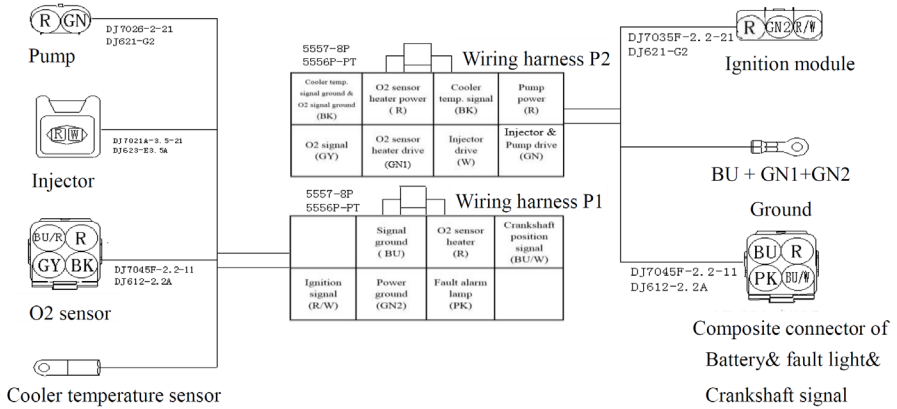 R GN
DJ7026-2-21
DJ621-G2
Pump
R W
DJ7021A-3.5-21
DJ623-E3.5A
Injector
BU/R R
GY BK
DJ7045F-2.2-11
DJ612-2.2A
O2 sensor
Cooler temperature sensor
5557-8P
5556P-PT
Wiring harness P2
Cooler temp.
signal ground &
O2 signal ground
(BK)
O2 sensor
heater power
( R)
Cooler
temp. signal
(BK)
Pump
power
(R)
O2 signal
(GY)
O2 sensor
heater drive
(GN1)
Injector
drive
(W)
Injector &
Pump drive
(GN)
5557-8P
5556P-PT
Wiring harness P1
Signal
ground
( BU)
O2 sensor
heater
(R)
Crankshaft
position
signal
(BU/W)
Ignition
signal
(R/W)
Power
ground
(GN2)
Fault alarm
lamp
(PK)
DJ7035F-2.2-21
DJ621-G2
R GN2 R/W
Ignition module
BU + GN1+GN2
Ground
DJ7045F-2.2-11
DJ612-2.2A
BU R
PK BU/W
Composite connector of
Battery& fault light&
Crankshaft signal